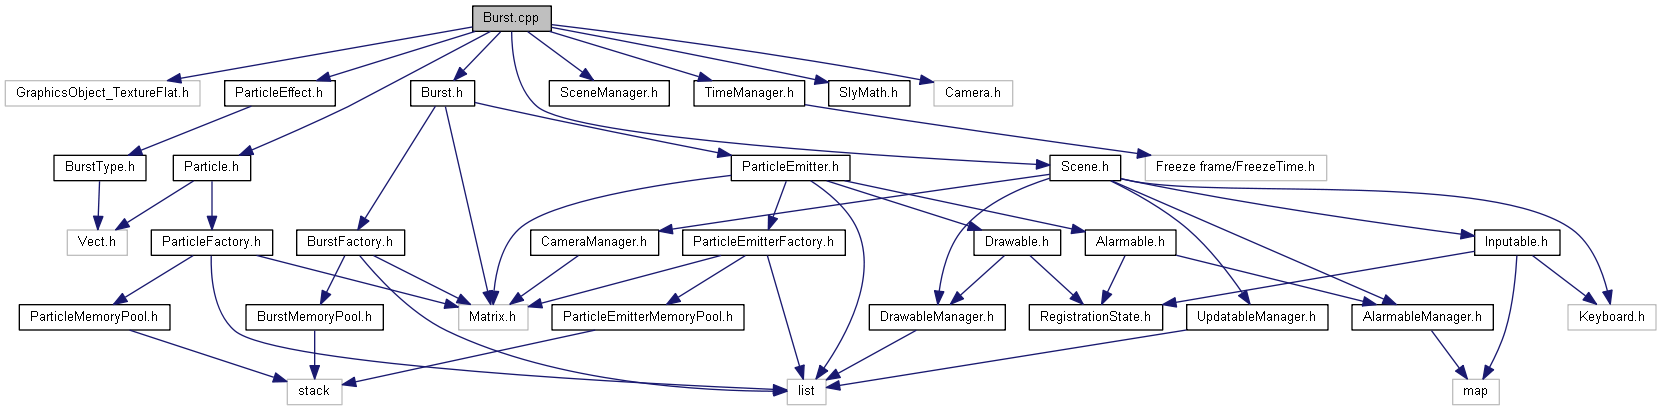 Burst.cpp
GraphicsObject_TextureFlat.h
ParticleEffect.h
Burst.h
SceneManager.h
TimeManager.h
SlyMath.h
Camera.h
BurstType.h
Particle.h
ParticleEmitter.h
Scene.h
Freeze frame/FreezeTime.h
Vect.h
ParticleFactory.h
BurstFactory.h
CameraManager.h
ParticleEmitterFactory.h
Drawable.h
Alarmable.h
Inputable.h
ParticleMemoryPool.h
BurstMemoryPool.h
Matrix.h
ParticleEmitterMemoryPool.h
DrawableManager.h
RegistrationState.h
UpdatableManager.h
AlarmableManager.h
Keyboard.h
stack
list
map